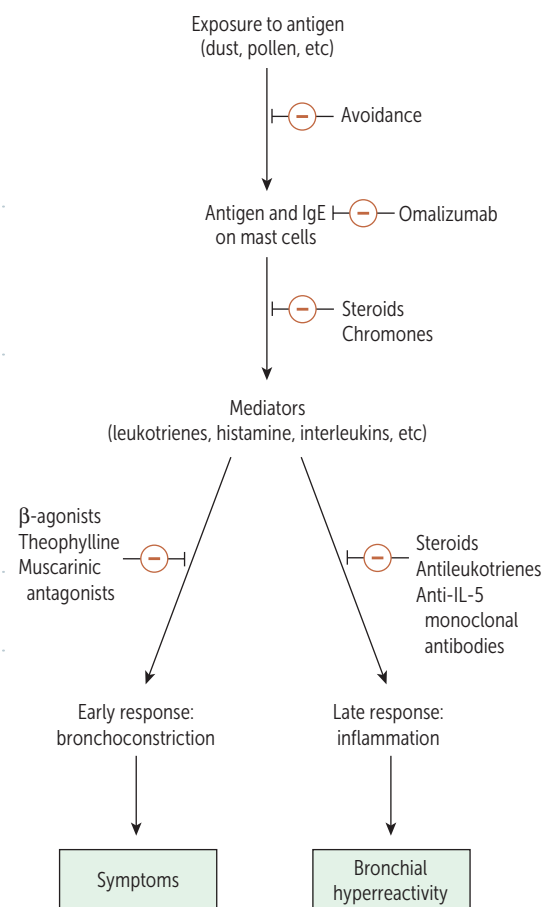 Exposure to antigen
(dust, pollen, etc)
−
Avoidance
Antigen and IgE
on mast cells
−
Omalizumab
−
Steroids
Chromones
Mediators
(leukotrienes, histamine, interleukins, etc)
β-agonists
Theophylline
Muscarinic
antagonists
−
−
Steroids
Antileukotrienes
Anti-IL-5
monoclonal
antibodies
Early response:
bronchoconstriction
Late response:
inflammation
Symptoms
Bronchial
hyperreactivity